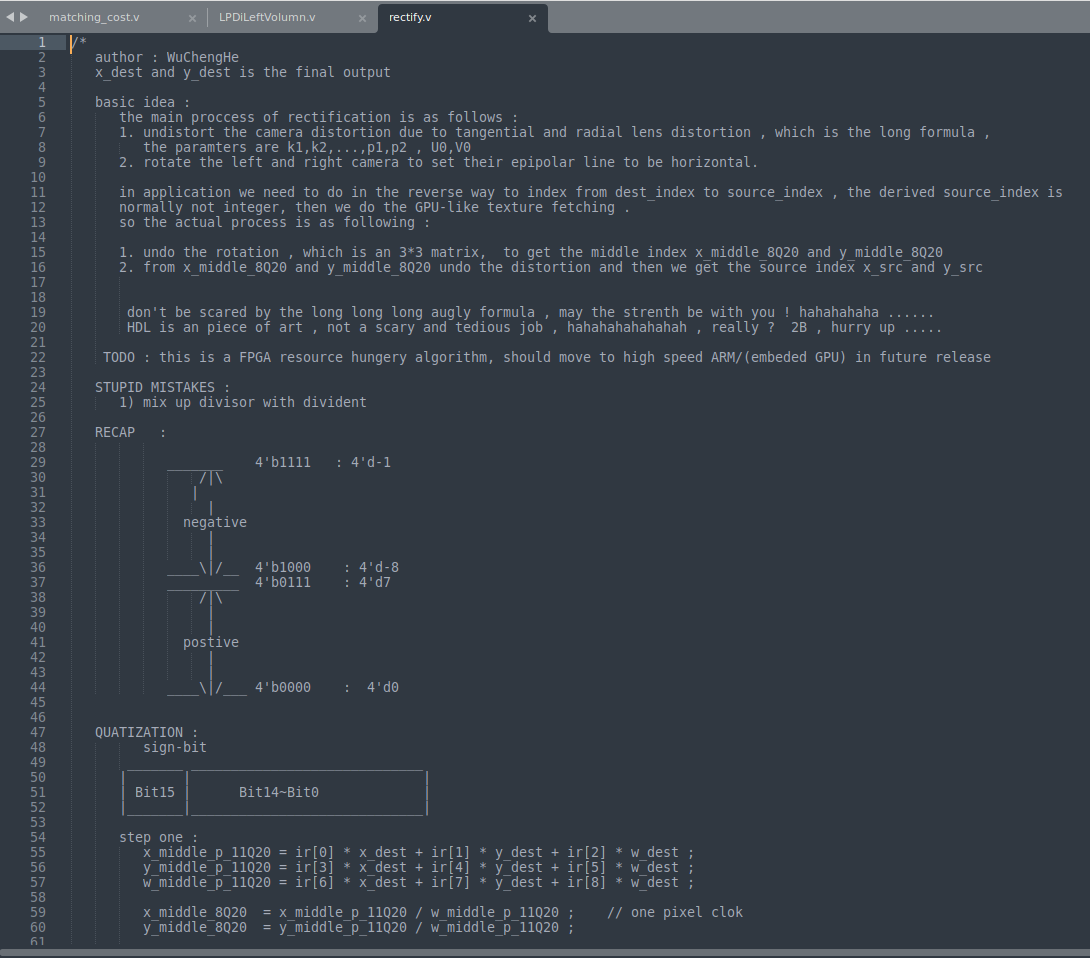 matching_cost.v × LPDiLeftVolumn.v × rectify.v ×
1 /*
2 author : WuChengHe
3 x_dest and y_dest is the final output
4
5 basic idea :
6 the main proccess of rectification is as follows :
7 1. undistort the camera distortion due to tangential and radial lens distortion , which is the long formula ,
8 the paramters are k1,k2,...,p1,p2 , U0,V0
9 2. rotate the left and right camera to set their epipolar line to be horizontal.
10
11 in application we need to do in the reverse way to index from dest_index to source_index , the derived source_index is
12 normally not integer, then we do the GPU-like texture fetching .
13 so the actual process is as following :
14
15 1. undo the rotation , which is an 3*3 matrix,  to get the middle index x_middle_8Q20 and y_middle_8Q20
16 2. from x_middle_8Q20 and y_middle_8Q20 undo the distortion and then we get the source index x_src and y_src
17
18
19 don't be scared by the long long long augly formula , may the strenth be with you ! hahahahaha ......
20 HDL is an piece of art , not a scary and tedious job , hahahahahahahah , really ?  2B , hurry up .....
21
22 TODO : this is a FPGA resource hungery algorithm, should move to high speed ARM/(embeded GPU) in future release
23
24 STUPID MISTAKES :
25 1) mix up divisor with divident
26
27 RECAP   :
28
29 _______    4'b1111   : 4'd-1
30 /|\
31 |
32 |
33 negative
34 |
35 |
36 ____\|/__  4'b1000    : 4'd-8
37 _________  4'b0111    : 4'd7
38 /|\
39 |
40 |
41 postive
42 |
43 |
44 ____\|/___ 4'b0000    :  4'd0
45
46
47 QUATIZATION :
48 sign-bit
49 _______ _____________________________
50 |       |                             |
51 | Bit15 |      Bit14~Bit0             |
52 |_______|_____________________________|
53
54 step one :
55 x_middle_p_11Q20 = ir[0] * x_dest + ir[1] * y_dest + ir[2] * w_dest ;
56 y_middle_p_11Q20 = ir[3] * x_dest + ir[4] * y_dest + ir[5] * w_dest ;
57 w_middle_p_11Q20 = ir[6] * x_dest + ir[7] * y_dest + ir[8] * w_dest ;
58
59 x_middle_8Q20  = x_middle_p_11Q20 / w_middle_p_11Q20 ;    // one pixel clok
60 y_middle_8Q20  = y_middle_p_11Q20 / w_middle_p_11Q20 ;
61